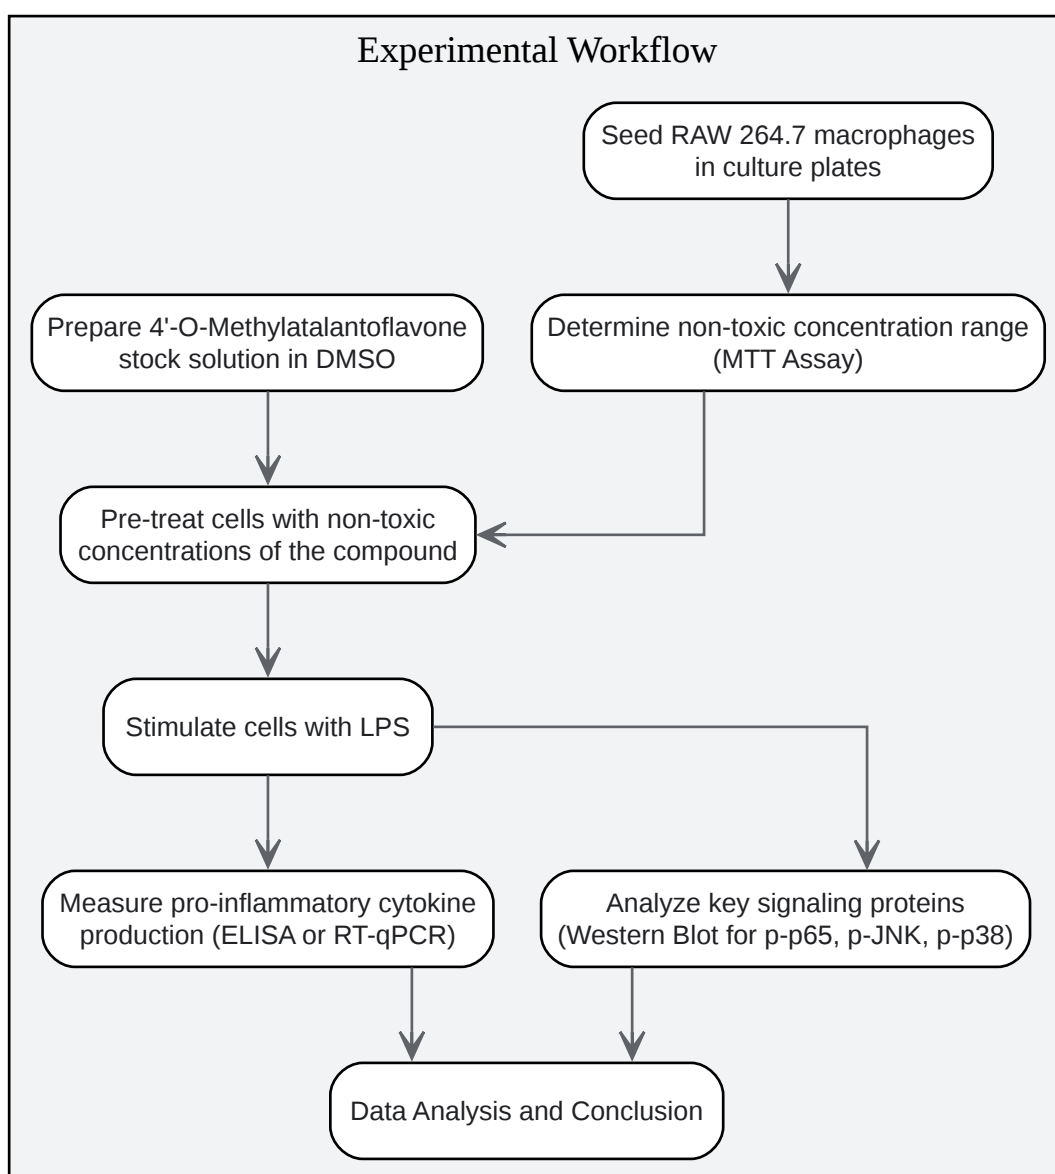 Experimental Workflow
Seed RAW 264.7 macrophages
in culture plates
Prepare 4'-O-Methylatalantoflavone
stock solution in DMSO
Determine non-toxic concentration range
(MTT Assay)
Pre-treat cells with non-toxic
concentrations of the compound
Stimulate cells with LPS
Measure pro-inflammatory cytokine
production (ELISA or RT-qPCR)
Analyze key signaling proteins
(Western Blot for p-p65, p-JNK, p-p38)
Data Analysis and Conclusion